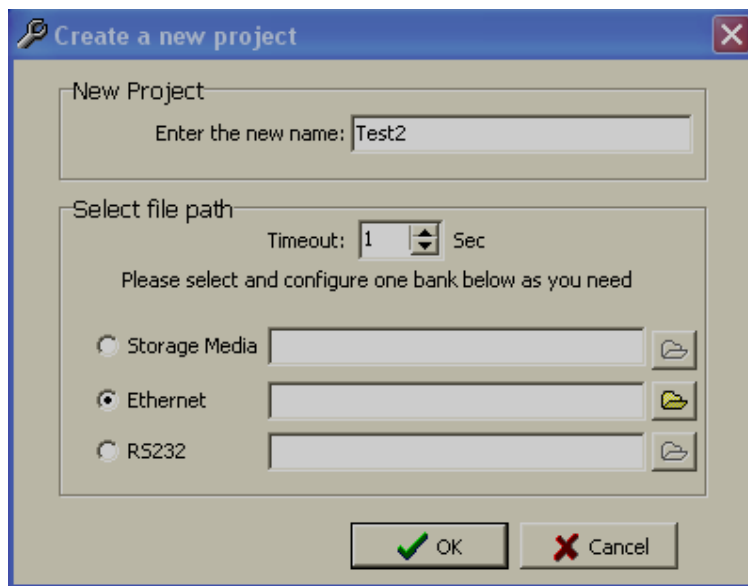 Create a new project
New Project
Enter the new name: Test2
Select file path
Timeout: 1 Sec
Please select and configure one bank below as you need
Storage Media
Ethernet
RS232
OK Cancel